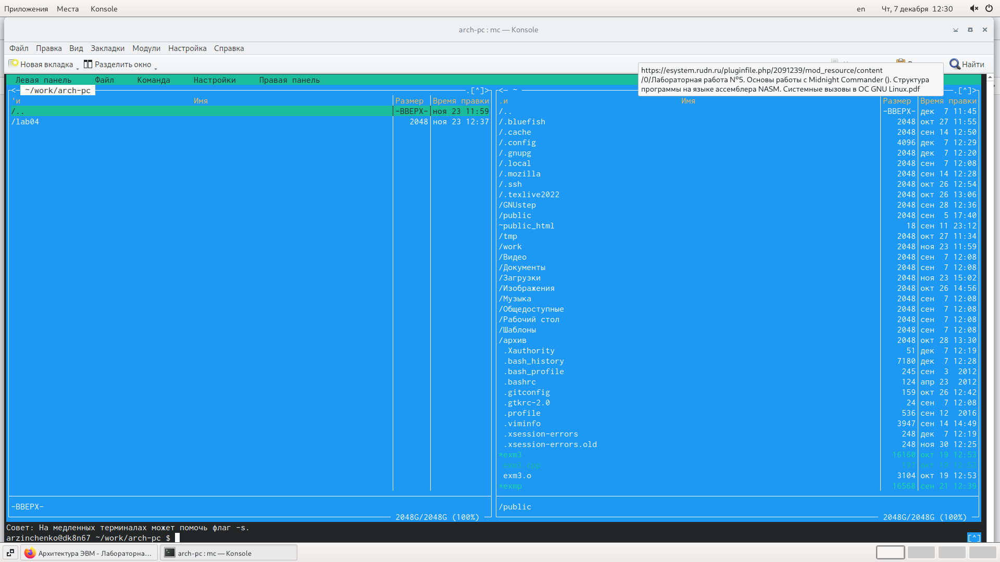 Приложения Места Konsole en Чт, 7 декабря 12:30
arch-pc : mc — Konsole
Файл Правка Вид Закладки Модули Настройка Справка
Новая вкладка Разделить окно Найти
https://esystem.rudn.ru/pluginfile.php/2091239/mod_resource/content
/0/Лабораторная работа №5. Основы работы с Midnight Commander (). Структура
программы на языке ассемблера NASM. Системные вызовы в ОС GNU Linux.pdf
Левая панель Файл Команда Настройки Правая панель
<— ~/work/arch-pc .[^]>
'и Имя Размер Время правки
/.. -ВВЕРХ- ноя 23 11:59
/lab04 2048 ноя 23 12:37
-ВВЕРХ-
2048G/2048G (100%)
<— ~ .[^]>
.и Имя Размер Время правки
/.. -ВВЕРХ- дек 7 11:45
/.bluefish 2048 окт 27 11:55
/.cache 2048 сен 14 12:50
/.config 4096 дек 7 12:29
/.gnupg 2048 дек 7 12:20
/.local 2048 сен 7 12:08
/.mozilla 2048 сен 14 12:28
/.ssh 2048 окт 26 12:54
/.texlive2022 2048 окт 26 13:06
/GNUstep 2048 сен 28 12:36
/public 2048 сен 5 17:40
~public_html 18 сен 11 23:12
/tmp 2048 окт 27 11:34
/work 2048 ноя 23 11:59
/Видео 2048 сен 7 12:08
/Документы 2048 сен 7 12:08
/Загрузки 2048 ноя 23 15:02
/Изображения 2048 окт 26 14:56
/Музыка 2048 сен 7 12:08
/Общедоступные 2048 сен 7 12:08
/Рабочий стол 2048 сен 7 12:08
/Шаблоны 2048 сен 7 12:08
/архив 2048 окт 28 13:30
.Xauthority 51 дек 7 12:19
.bash_history 7180 дек 7 12:28
.bash_profile 245 сен 3 2012
.bashrc 124 апр 23 2012
.gitconfig 159 окт 26 12:42
.gtkrc-2.0 24 сен 7 12:08
.profile 536 сен 12 2016
.viminfo 3947 сен 14 14:49
.xsession-errors 248 дек 7 12:19
.xsession-errors.old 248 ноя 30 12:25
*exm3 16160 окт 19 12:53
exm3.cpp окт 19 12:53
exm3.o 3104 окт 19 12:53
*exmp 16568 сен 21 12:39
/public
2048G/2048G (100%)
Совет: На медленных терминалах может помочь флаг -s.
arzinchenko@dk8n67 ~/work/arch-pc $ [^]
Архитектура ЭВМ - Лабораторна... arch-pc : mc — Konsole